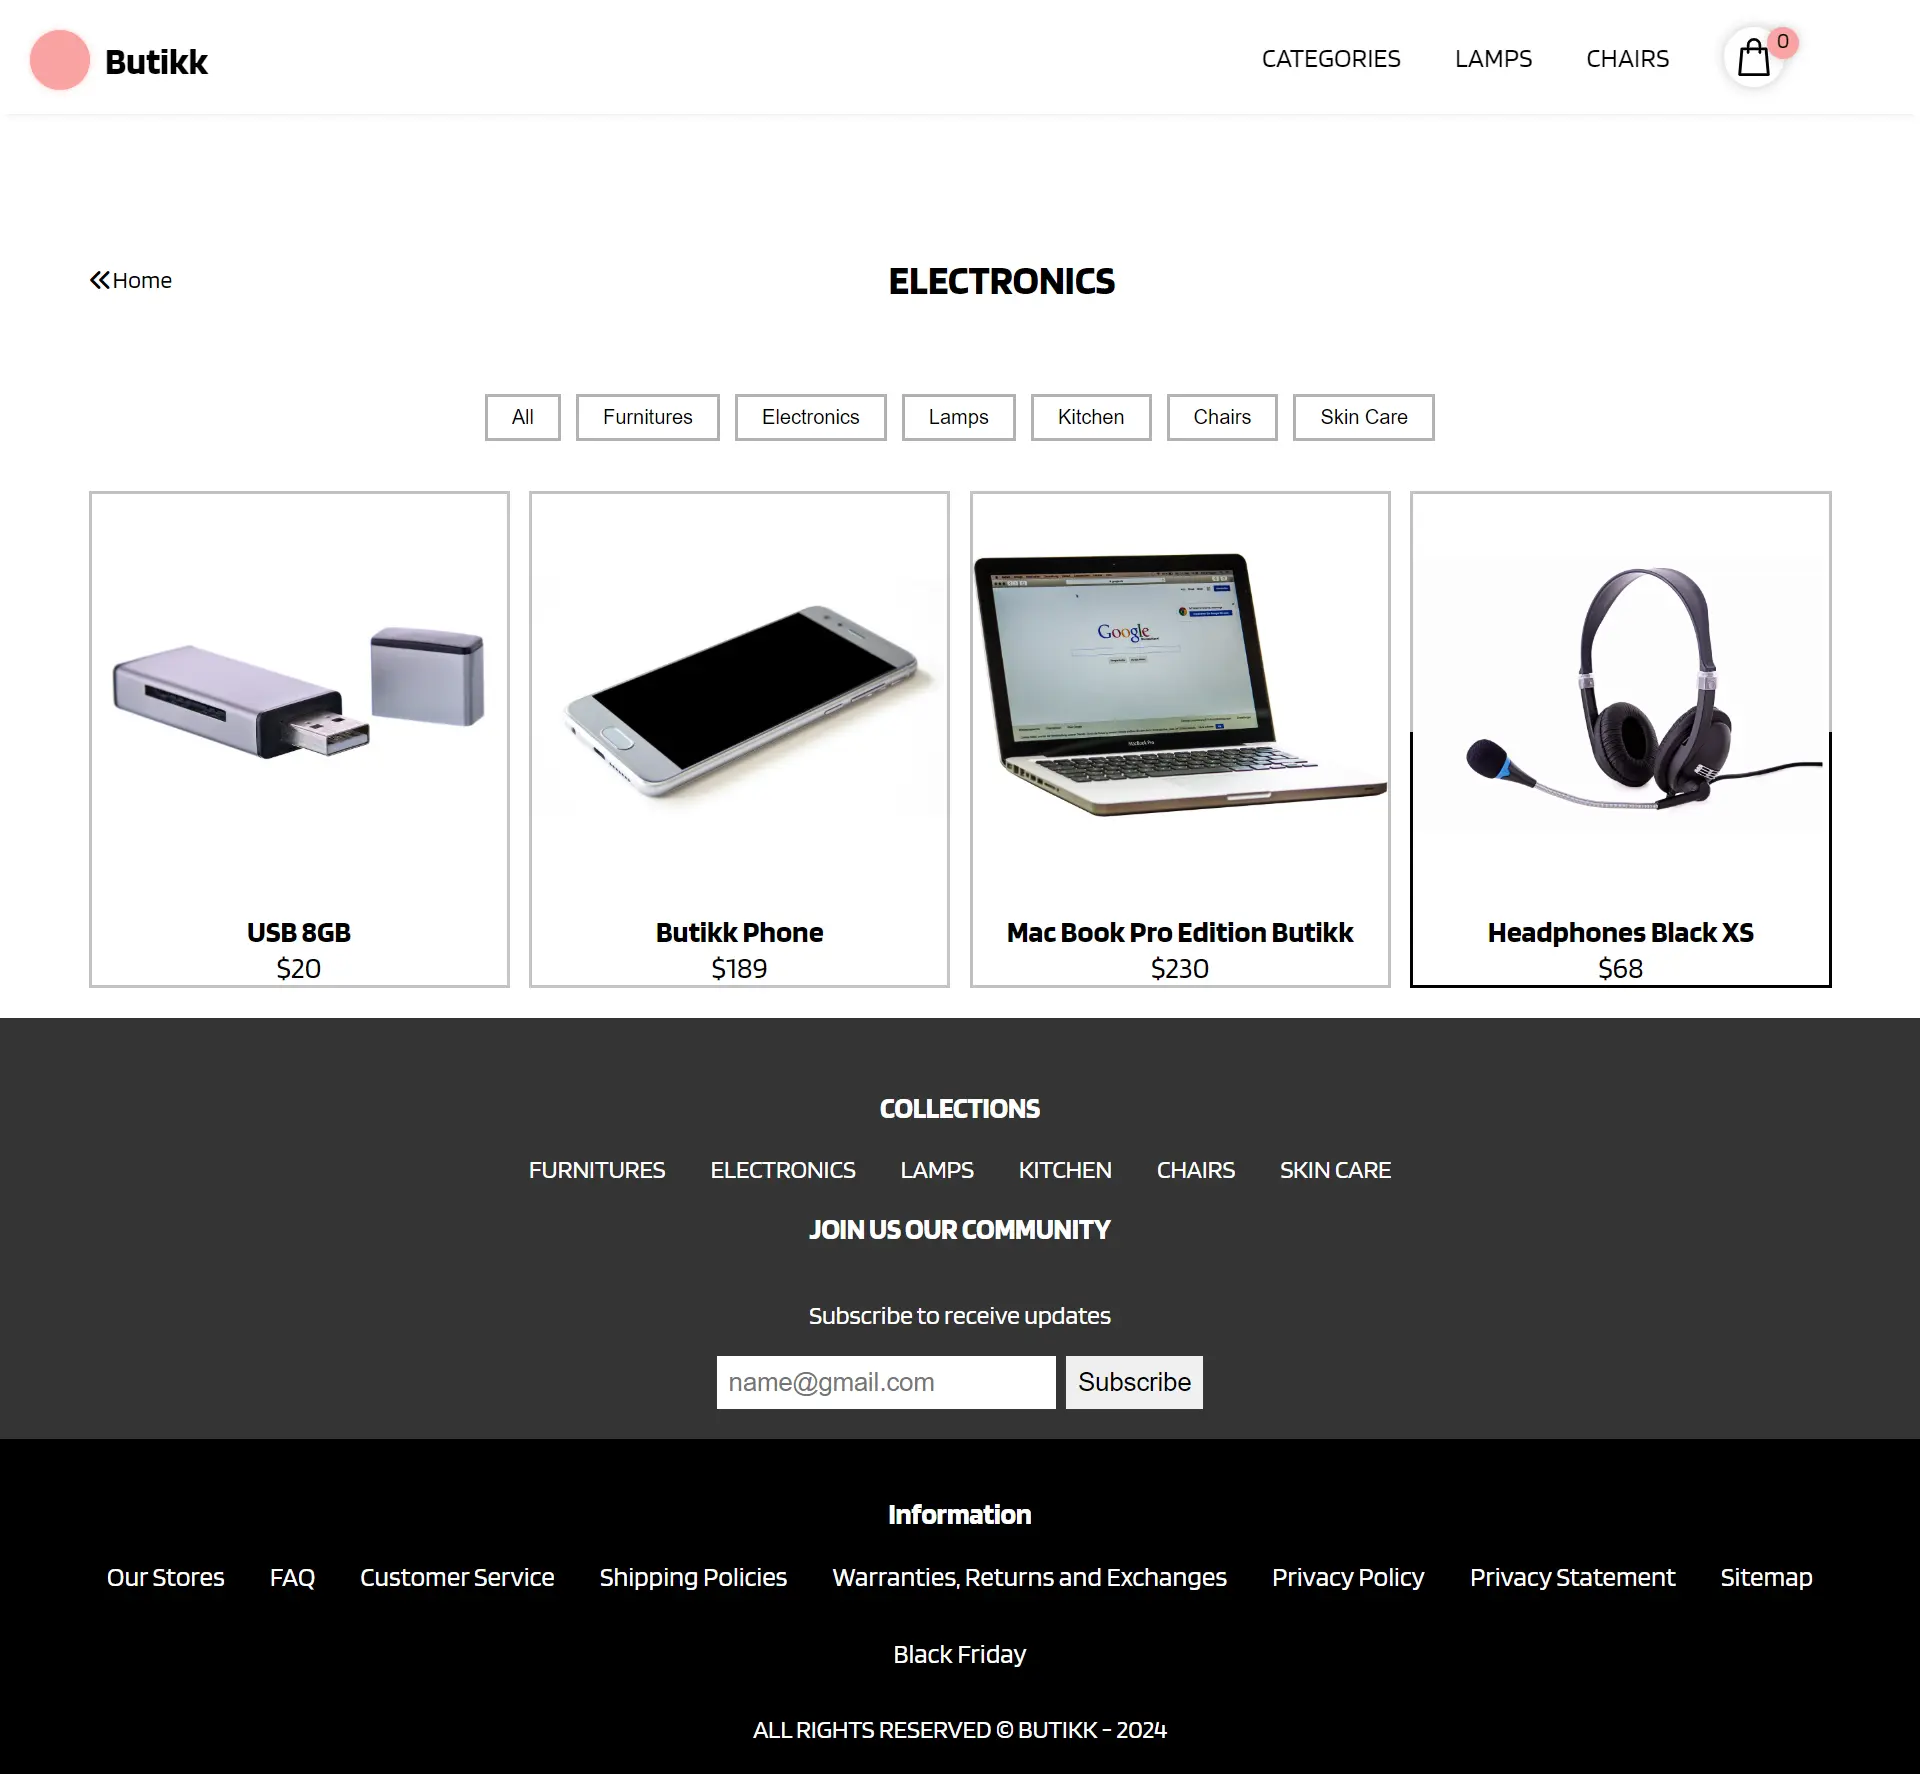 Butikk
CATEGORIES LAMPS CHAIRS 0
Home
ELECTRONICS
All Furnitures Electronics Lamps Kitchen Chairs Skin Care
Google
MacBook Pro
USB 8GB
$20
Butikk Phone
$189
Mac Book Pro Edition Butikk
$230
Headphones Black XS
$68
COLLECTIONS
FURNITURES ELECTRONICS LAMPS KITCHEN CHAIRS SKIN CARE
JOIN US OUR COMMUNITY
Subscribe to receive updates
name@gmail.com Subscribe
Information
Our Stores FAQ Customer Service Shipping Policies Warranties, Returns and Exchanges Privacy Policy Privacy Statement Sitemap
Black Friday
ALL RIGHTS RESERVED © BUTIKK - 2024